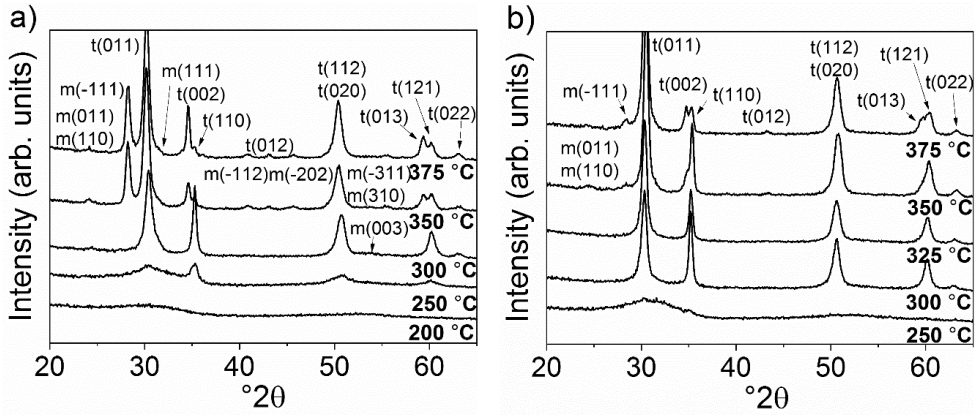 a)
Intensity (arb. units)
t(011)
m(-111)
m(011)
m(110)
m(111)
t(002)
t(110)
t(012)
t(112)
t(020)
t(121)
t(013)
t(022)
375 °C
m(-112)m(-202)
m(-311)
m(310)
350 °C
m(003)
300 °C
250 °C
200 °C
20 30 40 50 60
°2θ
b)
Intensity (arb. units)
t(011)
m(-111)
t(002)
t(110)
t(012)
t(112)
t(020)
t(121)
t(013)
t(022)
375 °C
m(011)
m(110)
350 °C
325 °C
300 °C
250 °C
20 30 40 50 60
°2θ